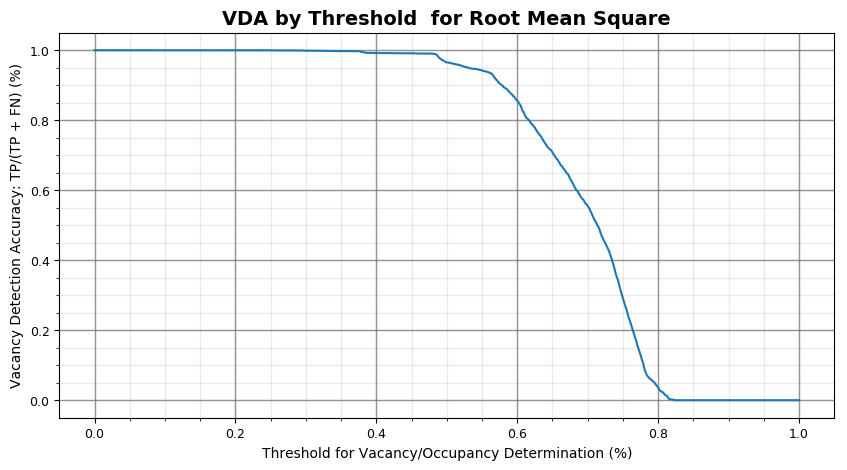 VDA by Threshold  for Root Mean Square
Vacancy Detection Accuracy: TP/(TP + FN) (%)
1.0
0.8
0.6
0.4
0.2
0.0
0.0 0.2 0.4 0.6 0.8 1.0
Threshold for Vacancy/Occupancy Determination (%)